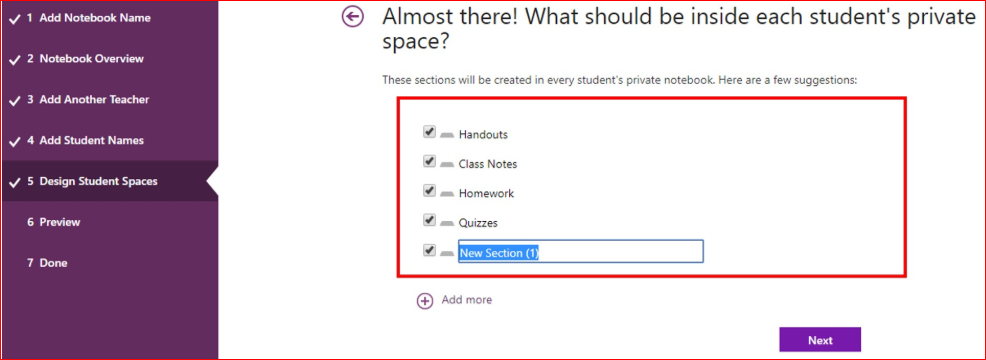 1 Add Notebook Name
2 Notebook Overview
3 Add Another Teacher
4 Add Student Names
5 Design Student Spaces
6 Preview
7 Done
Almost there! What should be inside each student's private
space?
These sections will be created in every student's private notebook. Here are a few suggestions:
Handouts
Class Notes
Homework
Quizzes
New Section (1)
Add more
Next